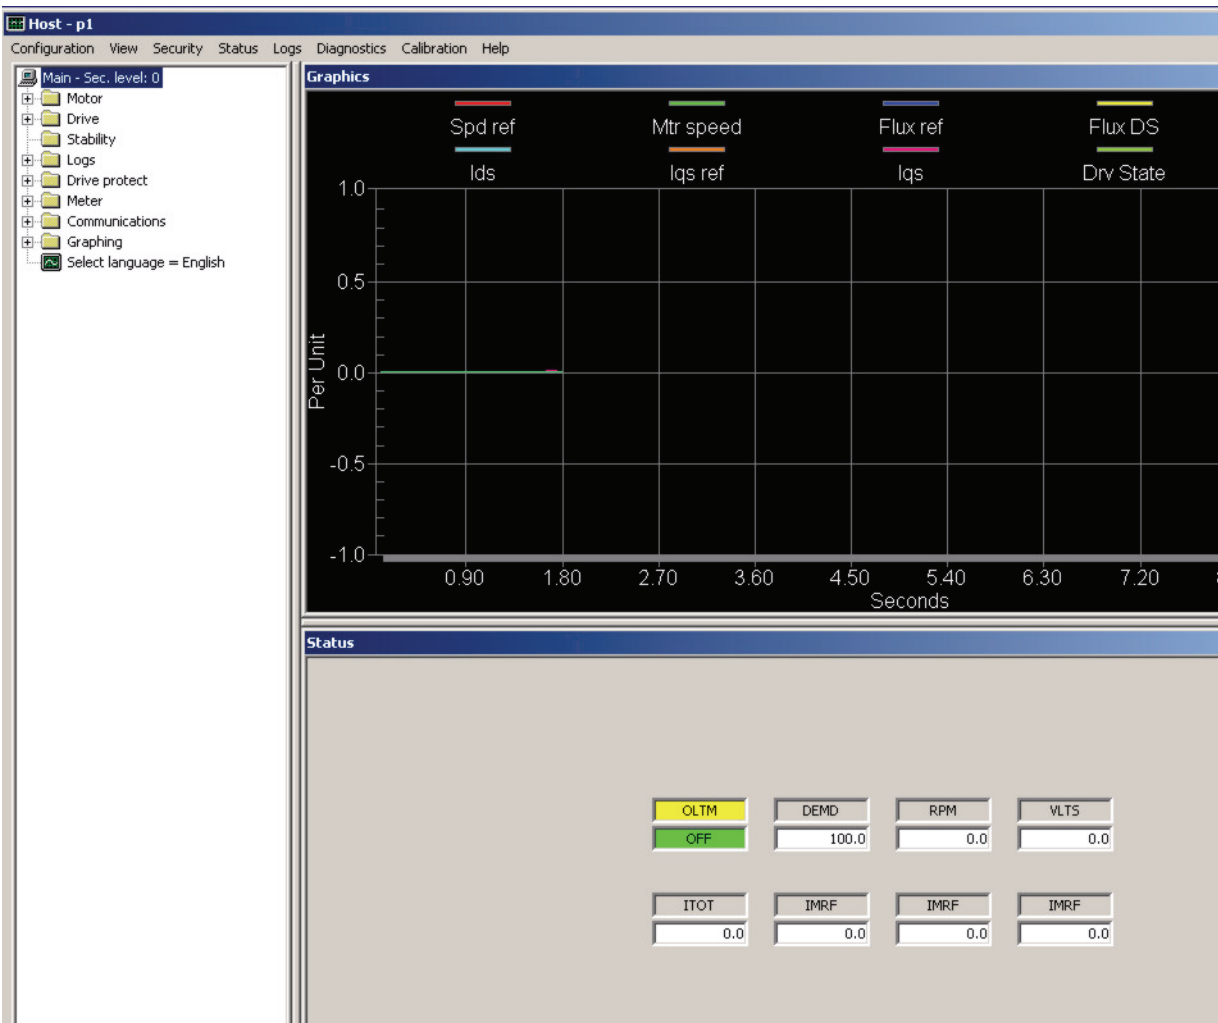 Host - p1
Configuration View Security Status Logs Diagnostics Calibration Help
Main - Sec. level: 0
Motor
Drive
Stability
Logs
Drive protect
Meter
Communications
Graphing
Select language = English
Graphics
Spd ref Mtr speed Flux ref Flux DS
Ids Iqs ref Iqs Drv State
1.0
0.5
0.0
-0.5
-1.0
Per Unit
0.90 1.80 2.70 3.60 4.50 5.40 6.30 7.20
Seconds
Status
OLTM DEMD RPM VLTS
OFF 100.0 0.0 0.0
ITOT IMRF IMRF IMRF
0.0 0.0 0.0 0.0